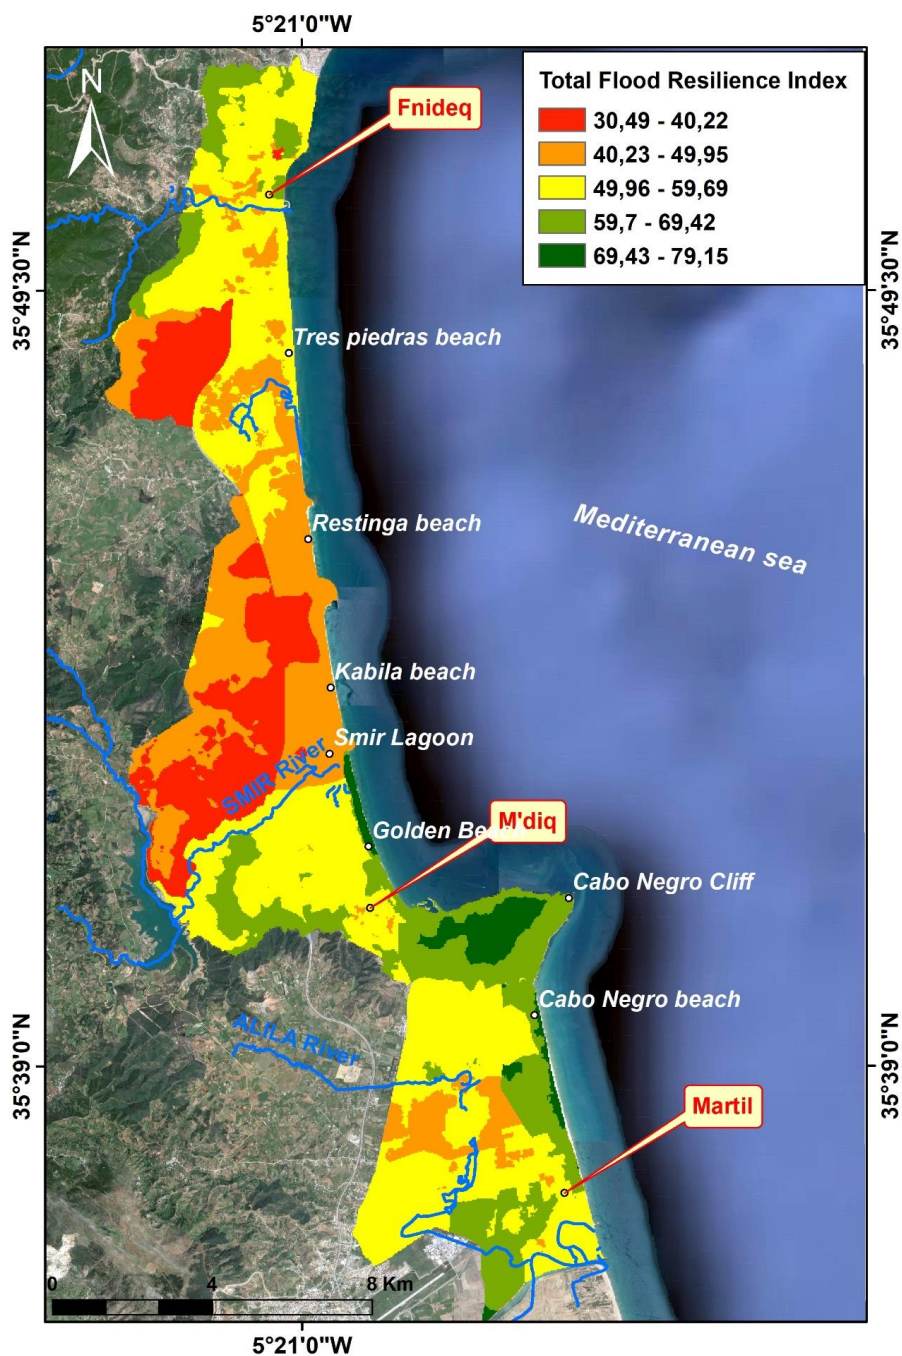 5°21'0"W
N
Total Flood Resilience Index
30,49 - 40,22
40,23 - 49,95
49,96 - 59,69
59,7 - 69,42
69,43 - 79,15
Fnideq
35°49'30"N
35°49'30"N
Tres piedras beach
Restinga beach
Mediterranean sea
Kabila beach
Smir Lagoon
SMIR River
M'diq
Golden Be
Cabo Negro Cliff
Cabo Negro beach
ALILA River
35°39'0"N
35°39'0"N
Martil
0 4 8 Km
5°21'0"W